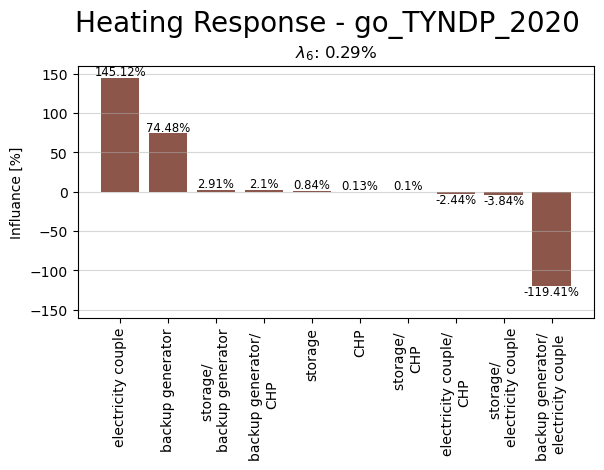 Heating Response - go_TYNDP_2020
λ6: 0.29%
Influance [%]
150
100
50
0
−50
−100
−150
145.12%
74.48%
2.91%
2.1%
0.84%
0.13%
0.1%
-2.44%
-3.84%
-119.41%
electricity couple
backup generator
storage/
backup generator
backup generator/
CHP
storage
CHP
storage/
CHP
electricity couple/
CHP
storage/
electricity couple
backup generator/
electricity couple